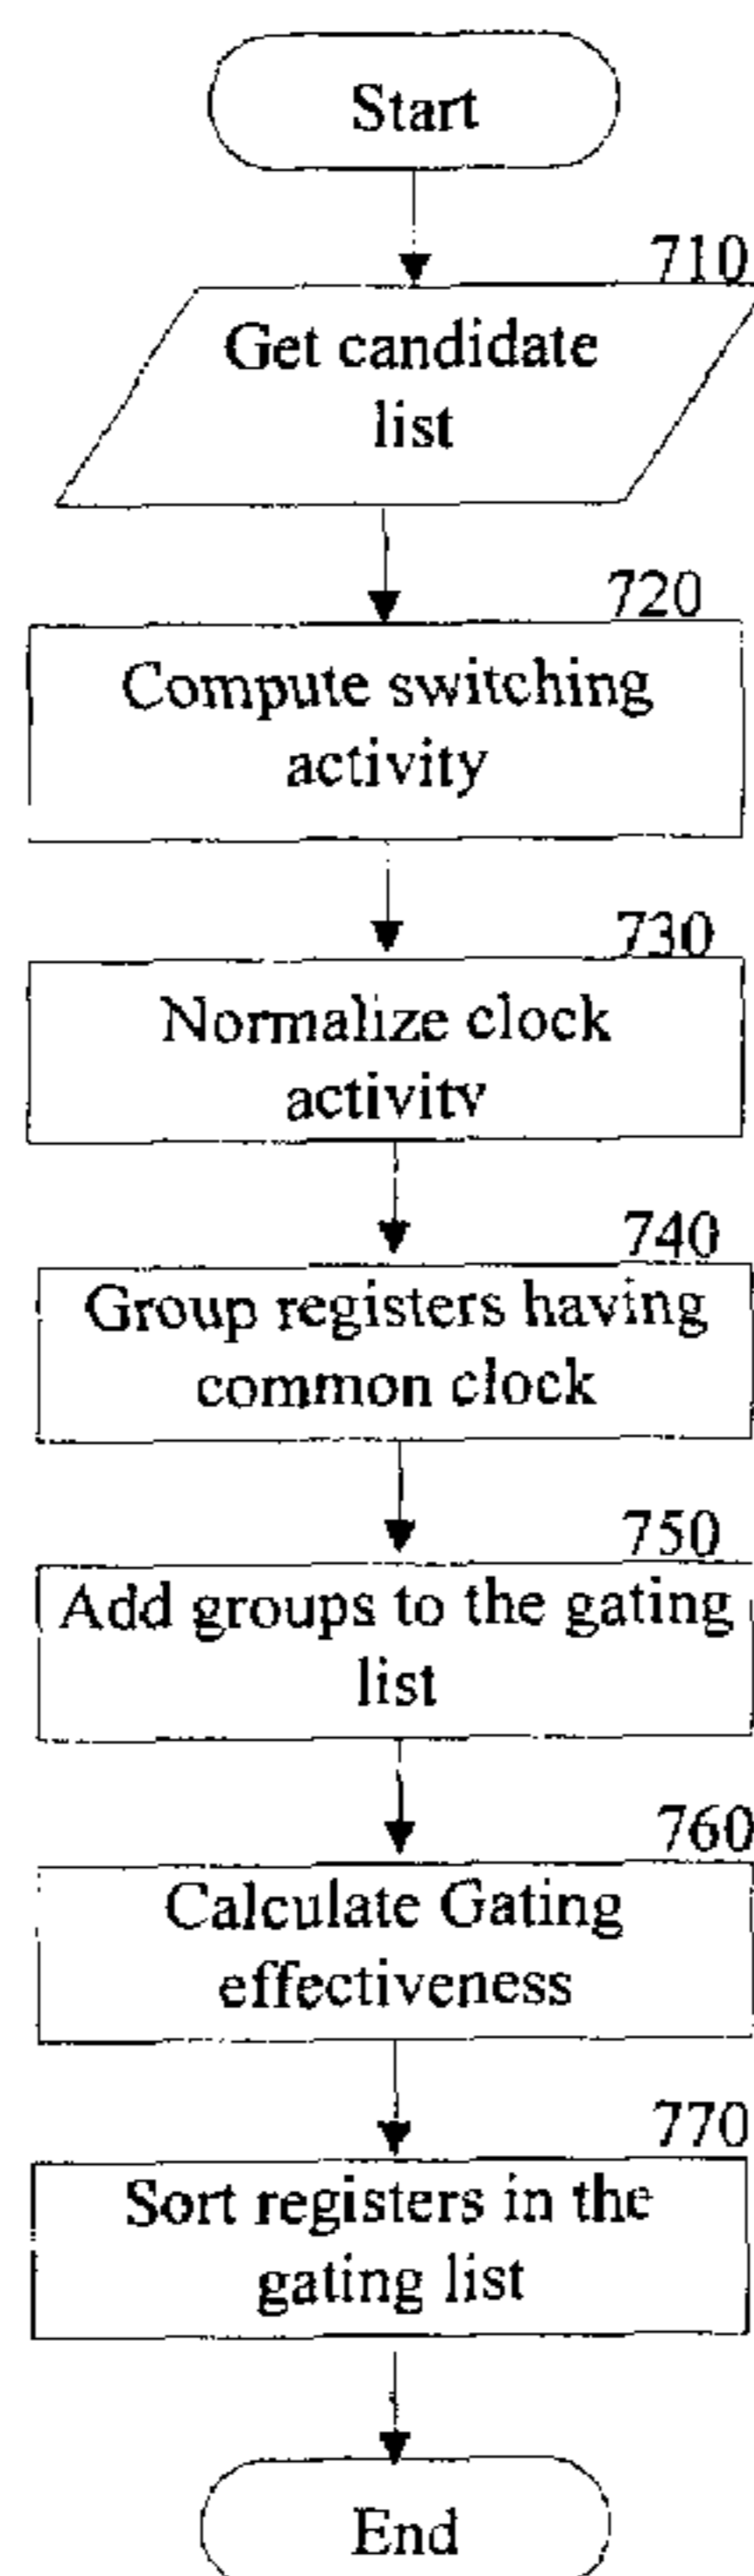 Start
710
Get candidate
list
720
Compute switching
activity
730
Normalize clock
activity
740
Group registers having
common clock
750
Add groups to the gating
list
760
Calculate Gating
effectiveness
770
Sort registers in the
gating list
End